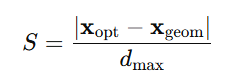 S = |x_opt − x_geom| / d_max